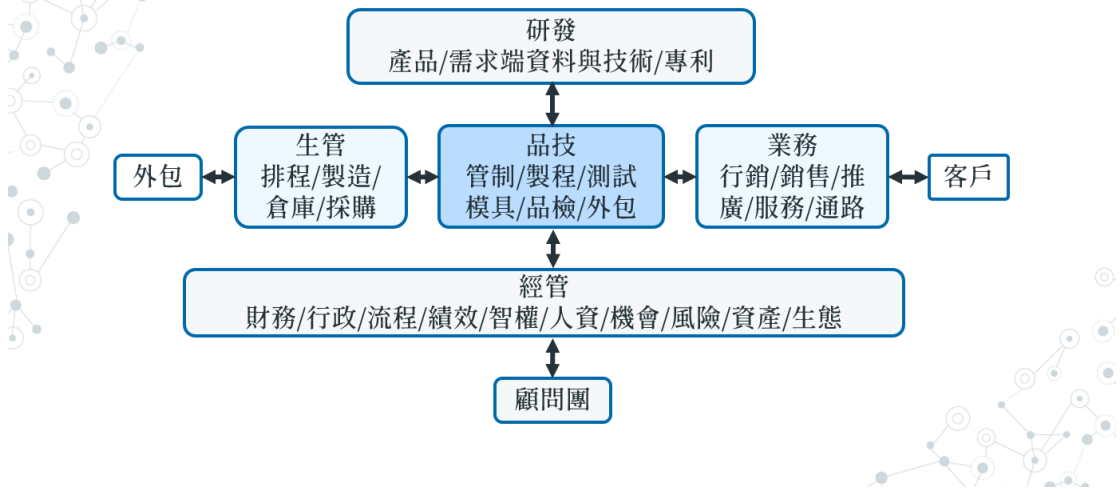 研發
產品/需求端資料與技術/專利
外包
生管
排程/製造/
倉庫/採購
品技
管制/製程/測試
模具/品檢/外包
業務
行銷/銷售/推
廣/服務/通路
客戶
經管
財務/行政/流程/績效/智權/人資/機會/風險/資產/生態
顧問團